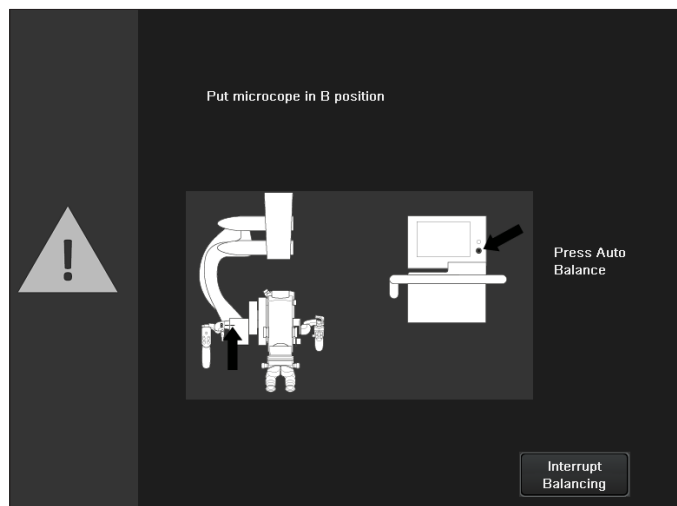 Put microcope in B position
Press Auto
Balance
Interrupt
Balancing